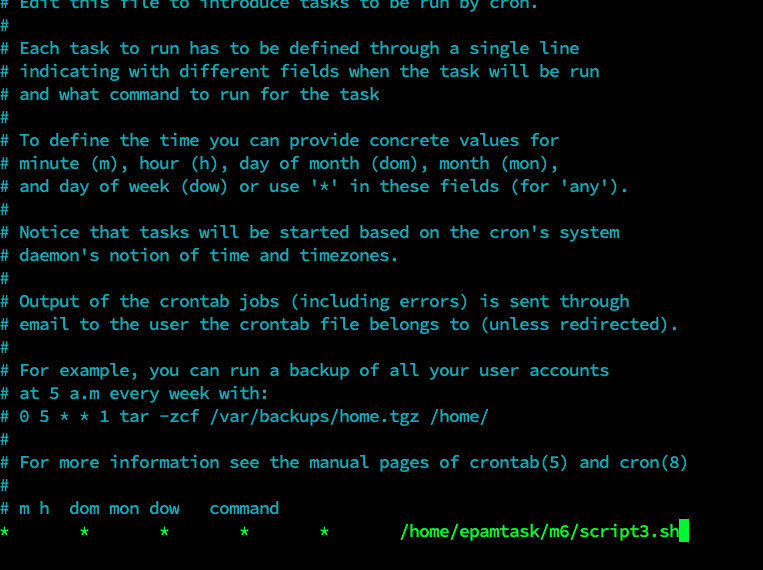 # Edit this file to introduce tasks to be run by cron.
#
# Each task to run has to be defined through a single line
# indicating with different fields when the task will be run
# and what command to run for the task
#
# To define the time you can provide concrete values for
# minute (m), hour (h), day of month (dom), month (mon),
# and day of week (dow) or use '*' in these fields (for 'any').
#
# Notice that tasks will be started based on the cron's system
# daemon's notion of time and timezones.
#
# Output of the crontab jobs (including errors) is sent through
# email to the user the crontab file belongs to (unless redirected).
#
# For example, you can run a backup of all your user accounts
# at 5 a.m every week with:
# 0 5 * * 1 tar -zcf /var/backups/home.tgz /home/
#
# For more information see the manual pages of crontab(5) and cron(8)
#
# m h  dom mon dow   command
*       *       *       *       *       /home/epamtask/m6/script3.sh